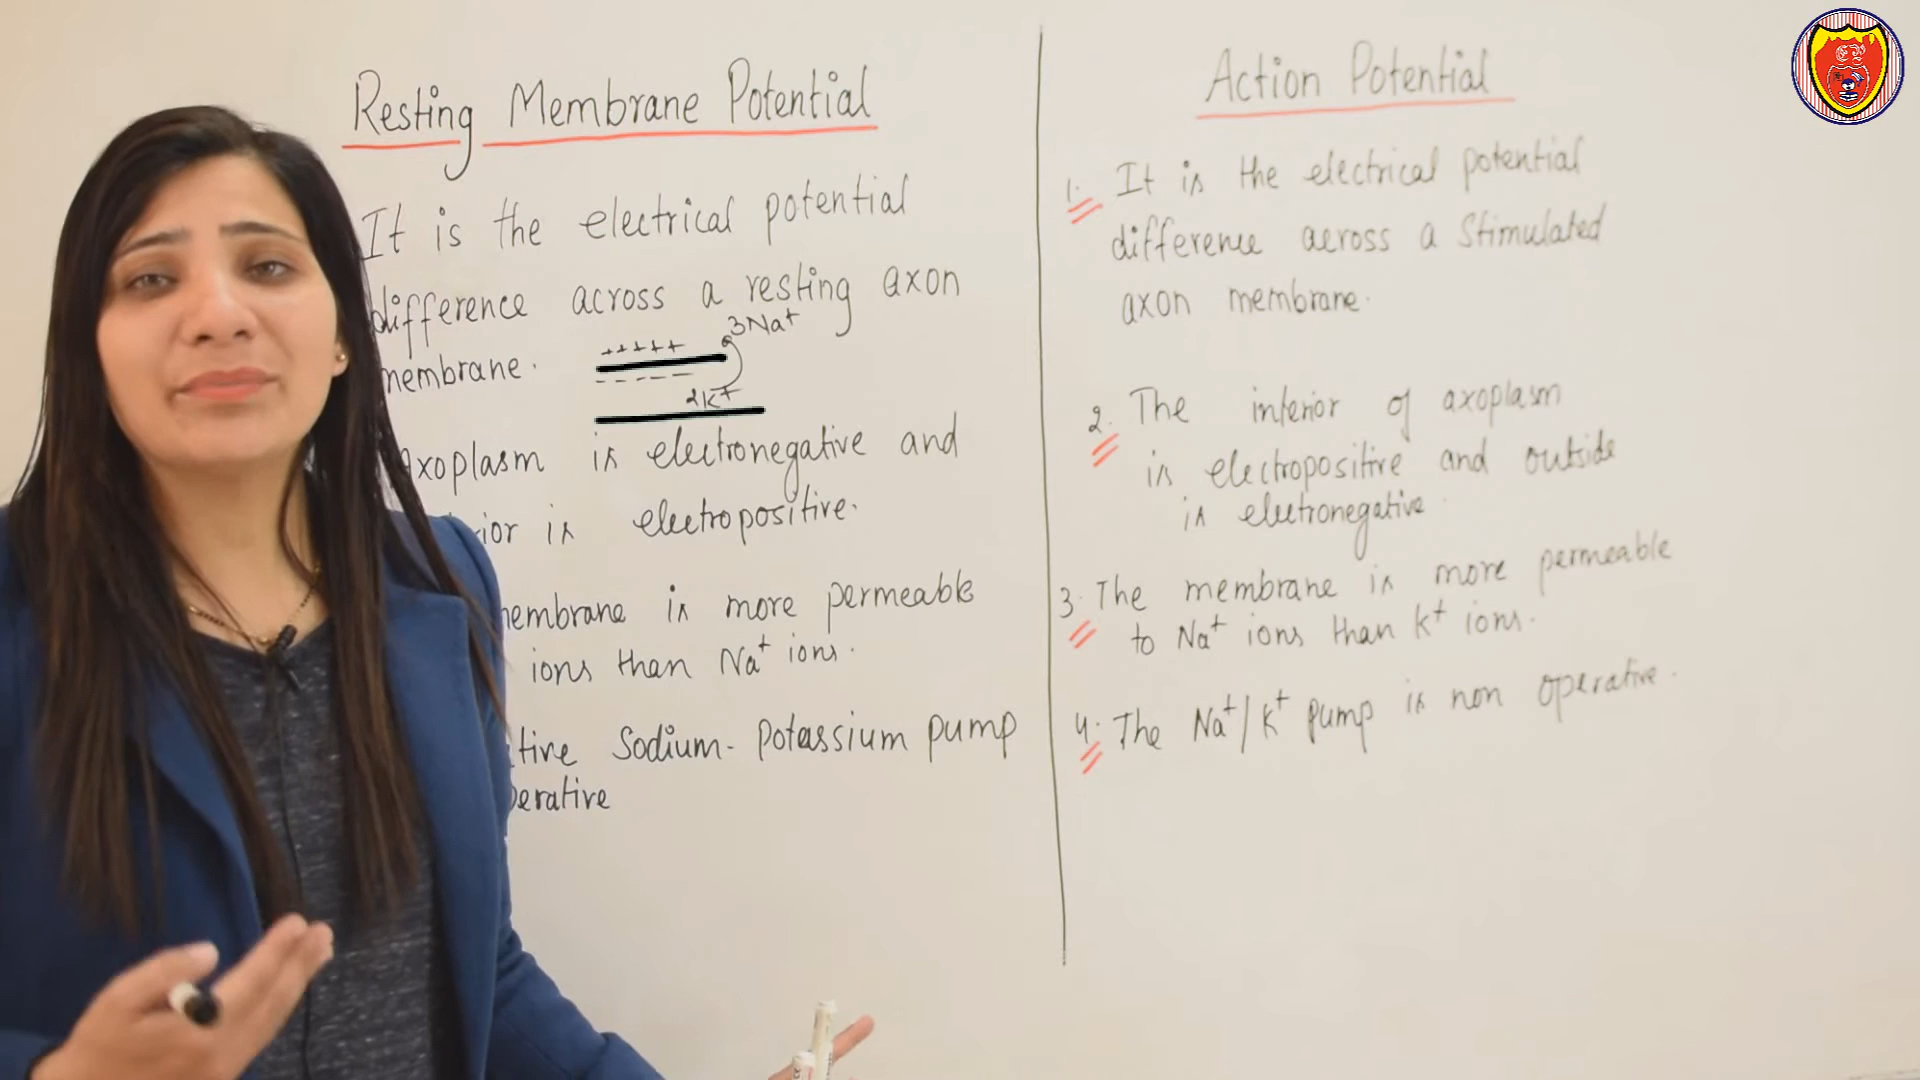 Resting Membrane Potential
It is the electrical potential
difference across a resting axon
membrane.
3Na+
+++++
------
2K+
axoplasm is electronegative and
rior is electropositive.
membrane is more permeable
ions than Na+ ions.
tive Sodium-Potassium pump
perative
Action Potential
1. It is the electrical potential
difference across a Stimulated
axon membrane.
2. The interior of axoplasm
is electropositive and outside
is electronegative.
3. The membrane is more permeable
to Na+ ions than K+ ions.
4. The Na+/K+ pump is non operative.